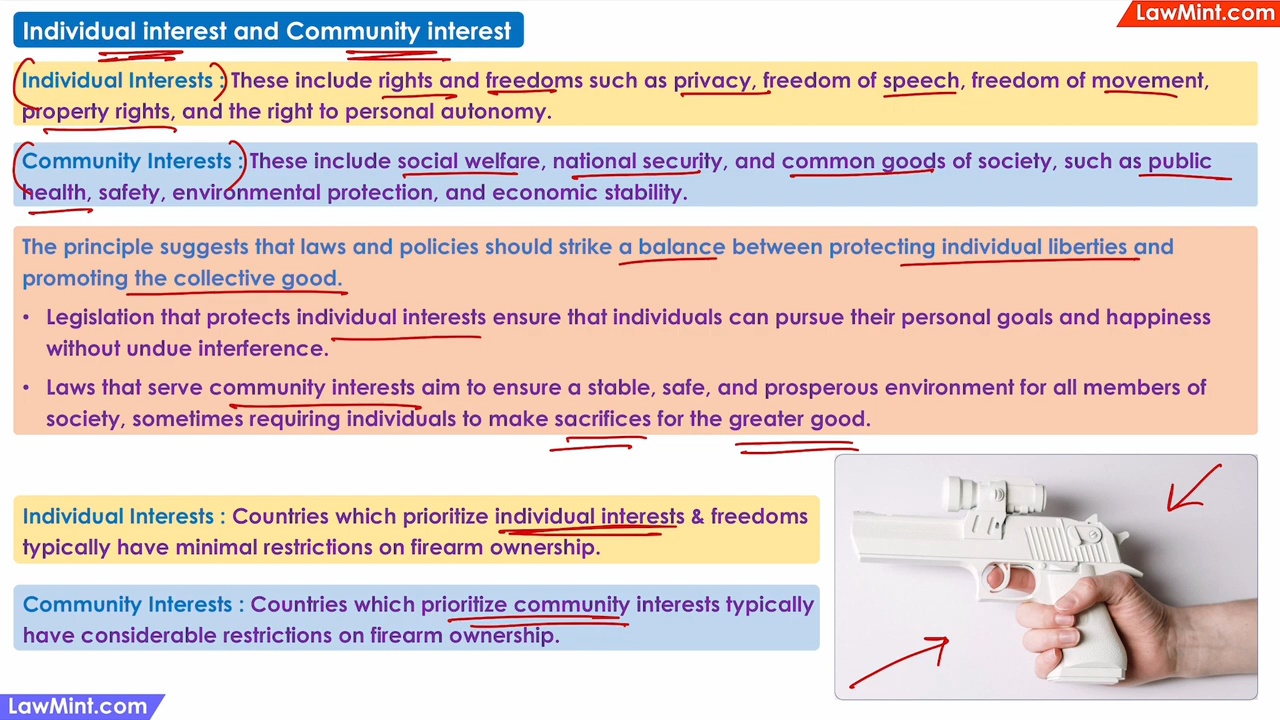 Individual interest and Community interest
LawMint.com
Individual Interests : These include rights and freedoms such as privacy, freedom of speech, freedom of movement,
property rights, and the right to personal autonomy.
Community Interests : These include social welfare, national security, and common goods of society, such as public
health, safety, environmental protection, and economic stability.
The principle suggests that laws and policies should strike a balance between protecting individual liberties and
promoting the collective good.
• Legislation that protects individual interests ensure that individuals can pursue their personal goals and happiness
without undue interference.
• Laws that serve community interests aim to ensure a stable, safe, and prosperous environment for all members of
society, sometimes requiring individuals to make sacrifices for the greater good.
Individual Interests : Countries which prioritize individual interests & freedoms
typically have minimal restrictions on firearm ownership.
Community Interests : Countries which prioritize community interests typically
have considerable restrictions on firearm ownership.
LawMint.com